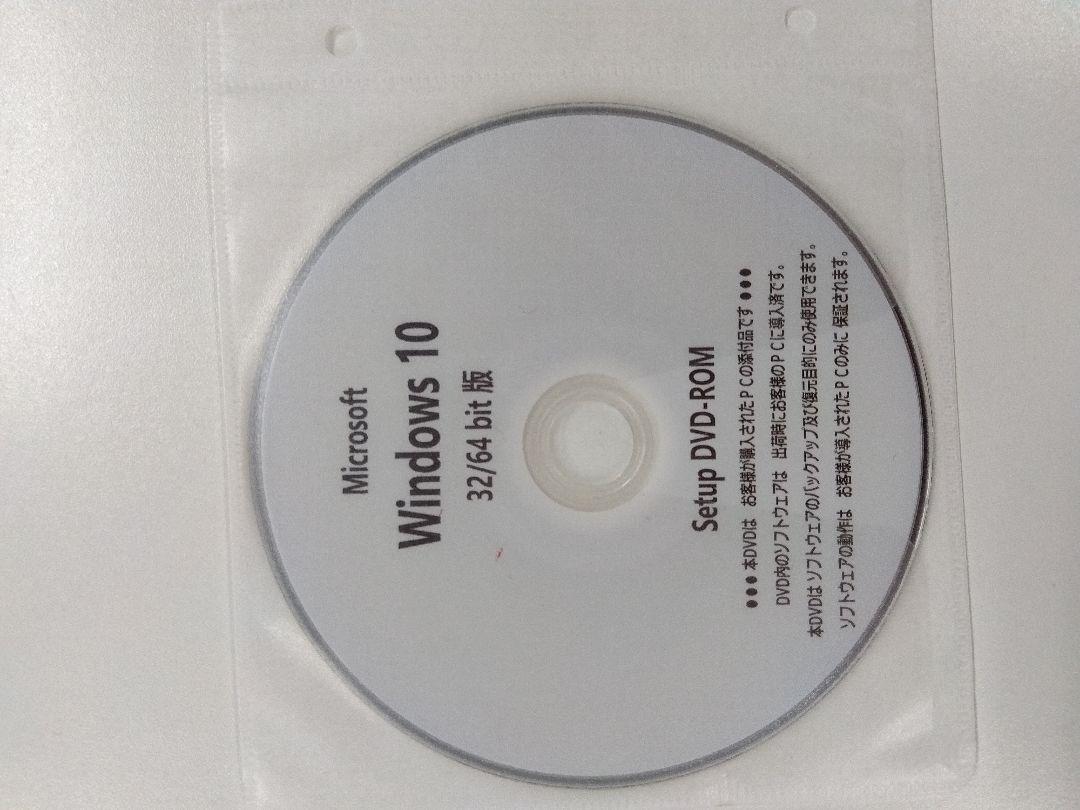 Microsoft
Windows 10
32/64 bit 版
Setup DVD-ROM
●●● 本DVDは お客様が購入されたPCの添付品です ●●●
DVD内のソフトウェアは 出荷時にお客様のPCに導入済です。
本DVDは ソフトウェアのバックアップ及び復元目的にのみ使用できます。
ソフトウェアの動作は お客様が導入されたPCのみに 保証されます。